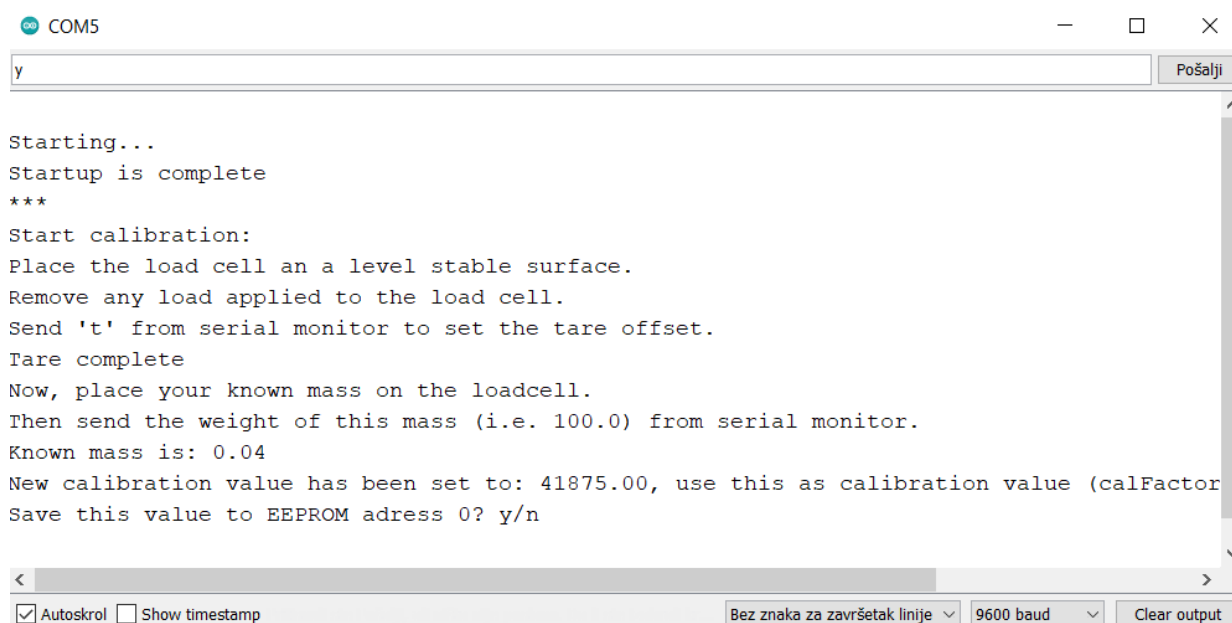 COM5
y
Pošalji
Starting...
Startup is complete
***
Start calibration:
Place the load cell an a level stable surface.
Remove any load applied to the load cell.
Send 't' from serial monitor to set the tare offset.
Tare complete
Now, place your known mass on the loadcell.
Then send the weight of this mass (i.e. 100.0) from serial monitor.
Known mass is: 0.04
New calibration value has been set to: 41875.00, use this as calibration value (calFactor
Save this value to EEPROM adress 0? y/n
Autoskrol Show timestamp Bez znaka za završetak linije 9600 baud Clear output